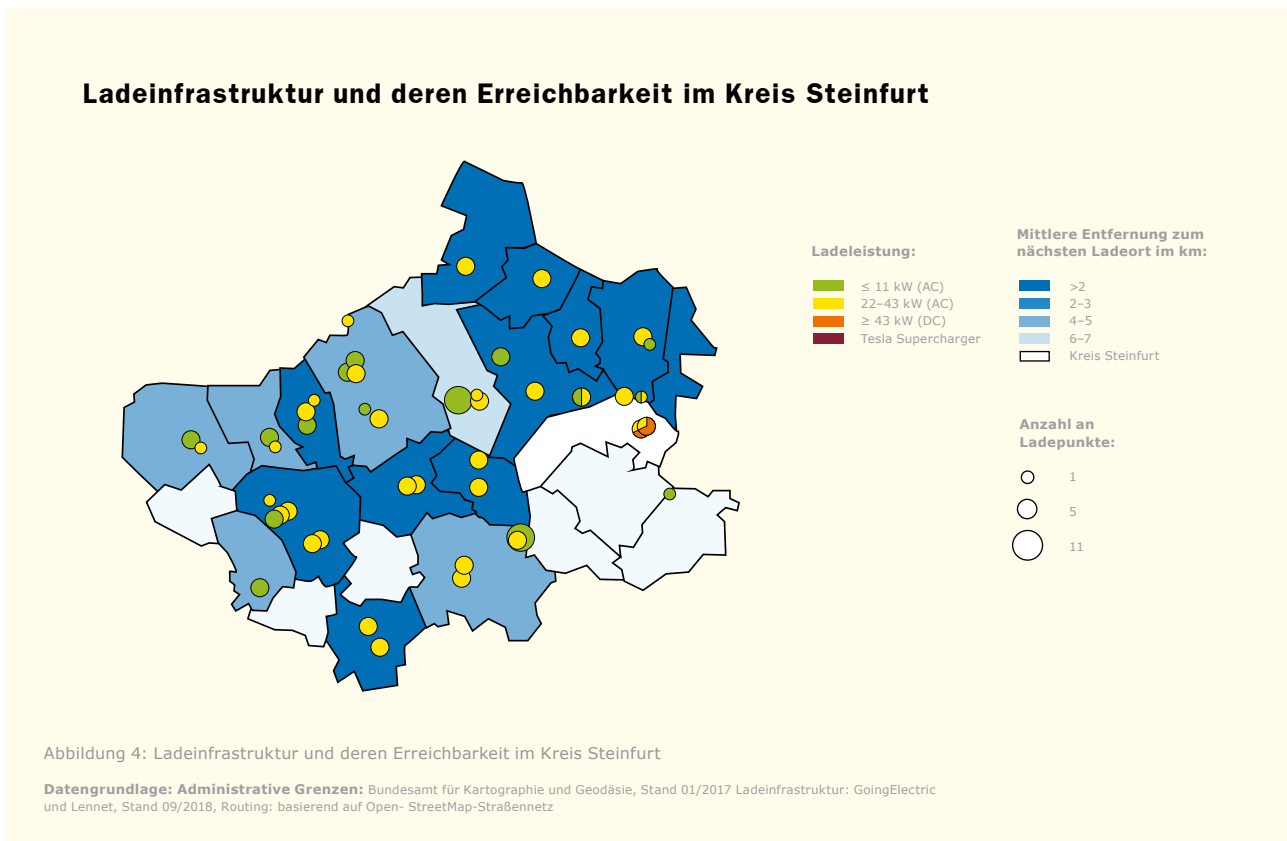 Ladeinfrastruktur und deren Erreichbarkeit im Kreis Steinfurt
Ladeleistung:
≤ 11 kW (AC)
22–43 kW (AC)
≥ 43 kW (DC)
Tesla Supercharger
Mittlere Entfernung zum
nächsten Ladeort im km:
>2
2–3
4–5
6–7
Kreis Steinfurt
Anzahl an
Ladepunkte:
1
5
11
Abbildung 4: Ladeinfrastruktur und deren Erreichbarkeit im Kreis Steinfurt
Datengrundlage: Administrative Grenzen: Bundesamt für Kartographie und Geodäsie, Stand 01/2017 Ladeinfrastruktur: GoingElectric
und Lennet, Stand 09/2018, Routing: basierend auf Open- StreetMap-Straßennetz